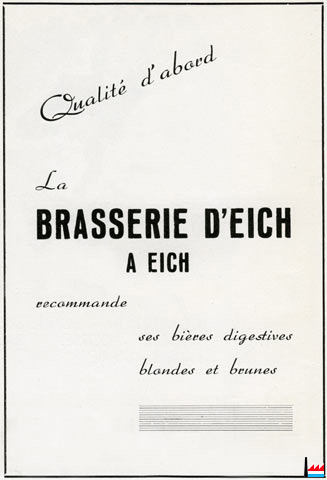 Qualité d'abord
La
BRASSERIE D'EICH
A EICH
recommande
ses bières digestives
blondes et brunes